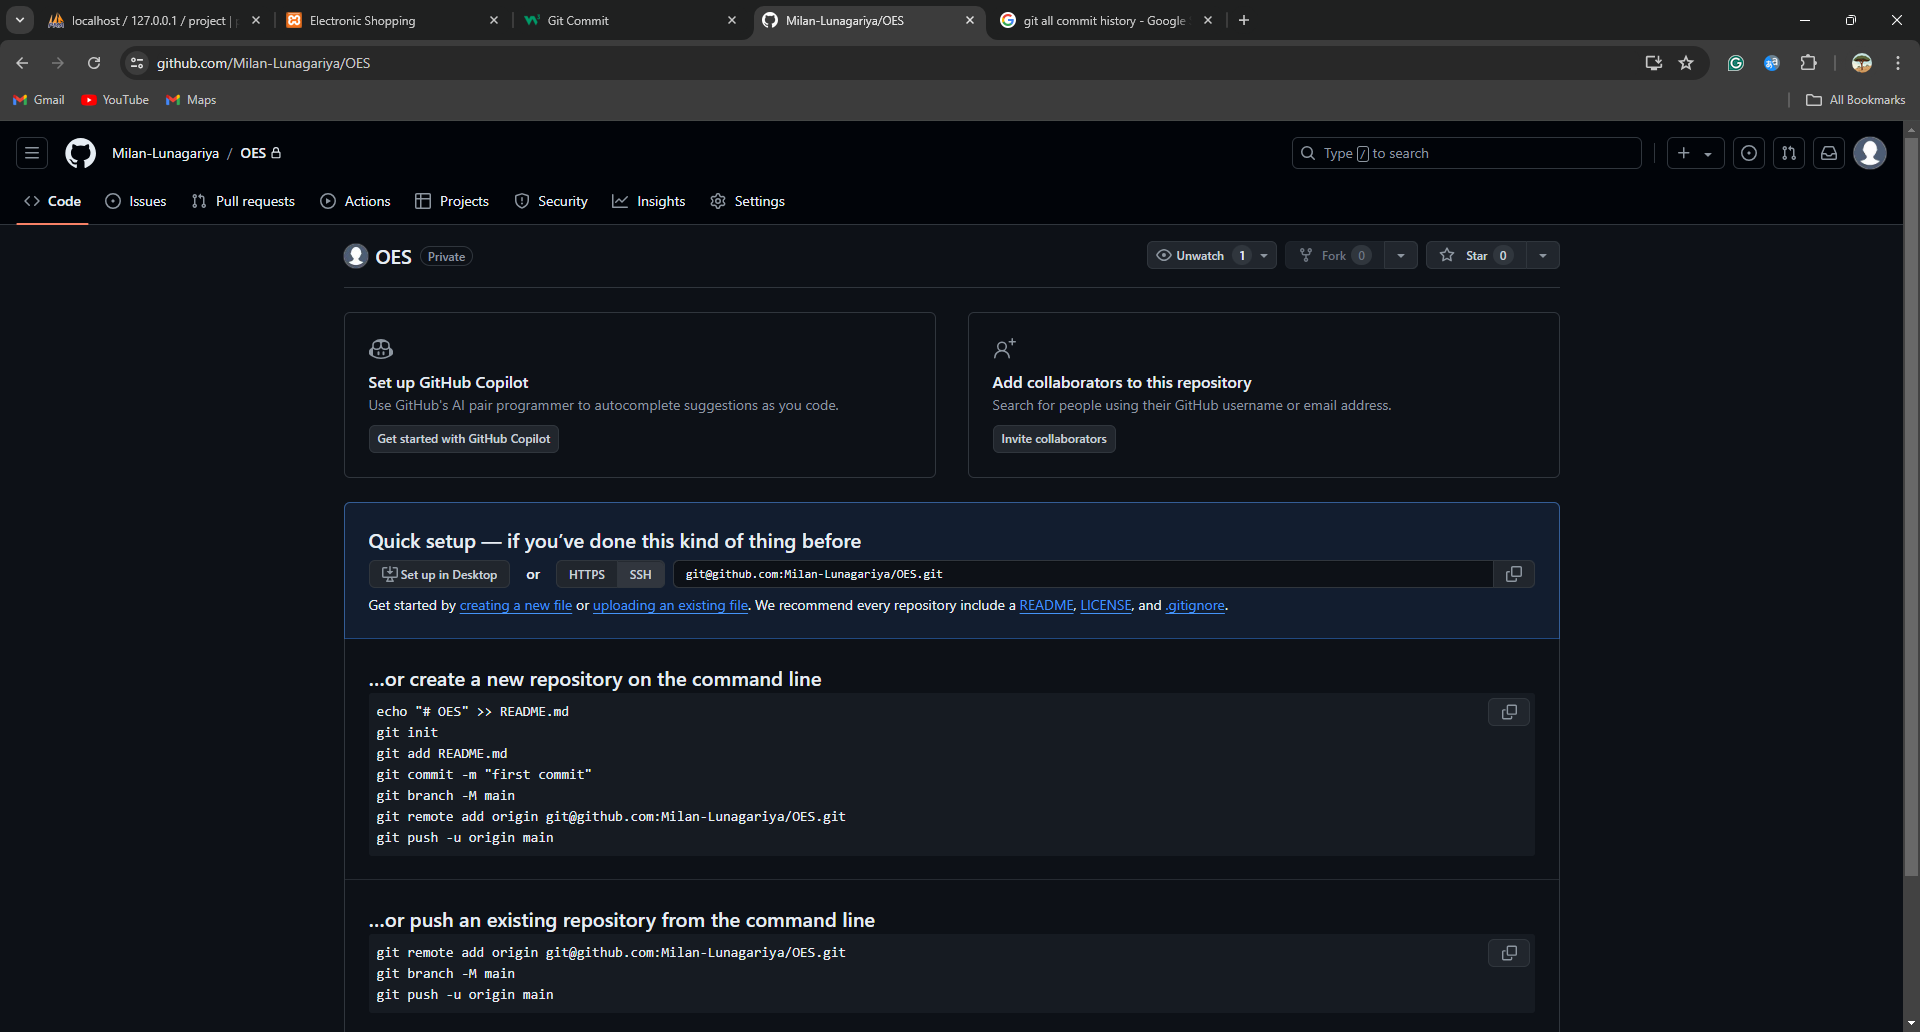 localhost / 127.0.0.1 / project |
Electronic Shopping
Git Commit
Milan-Lunagariya/OES
git all commit history - Google
github.com/Milan-Lunagariya/OES
Gmail
YouTube
Maps
All Bookmarks
Milan-Lunagariya / OES
Type / to search
Code
Issues
Pull requests
Actions
Projects
Security
Insights
Settings
OES Private
Unwatch 1
Fork 0
Star 0
Set up GitHub Copilot
Use GitHub's AI pair programmer to autocomplete suggestions as you code.
Get started with GitHub Copilot
Add collaborators to this repository
Search for people using their GitHub username or email address.
Invite collaborators
Quick setup — if you’ve done this kind of thing before
Set up in Desktop or HTTPS SSH git@github.com:Milan-Lunagariya/OES.git
Get started by creating a new file or uploading an existing file. We recommend every repository include a README, LICENSE, and .gitignore.
…or create a new repository on the command line
echo "# OES" >> README.md
git init
git add README.md
git commit -m "first commit"
git branch -M main
git remote add origin git@github.com:Milan-Lunagariya/OES.git
git push -u origin main
…or push an existing repository from the command line
git remote add origin git@github.com:Milan-Lunagariya/OES.git
git branch -M main
git push -u origin main